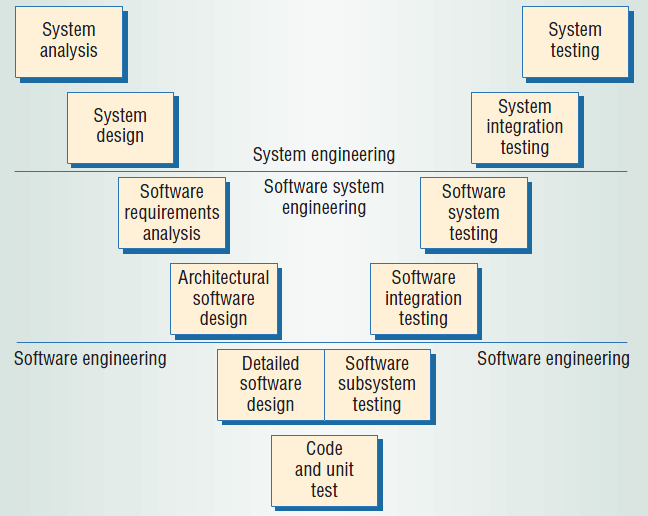 System
analysis
System
testing
System
design
System
integration
testing
System engineering
Software system
engineering
Software
requirements
analysis
Software
system
testing
Architectural
software
design
Software
integration
testing
Software engineering
Software engineering
Detailed
software
design
Software
subsystem
testing
Code
and unit
test